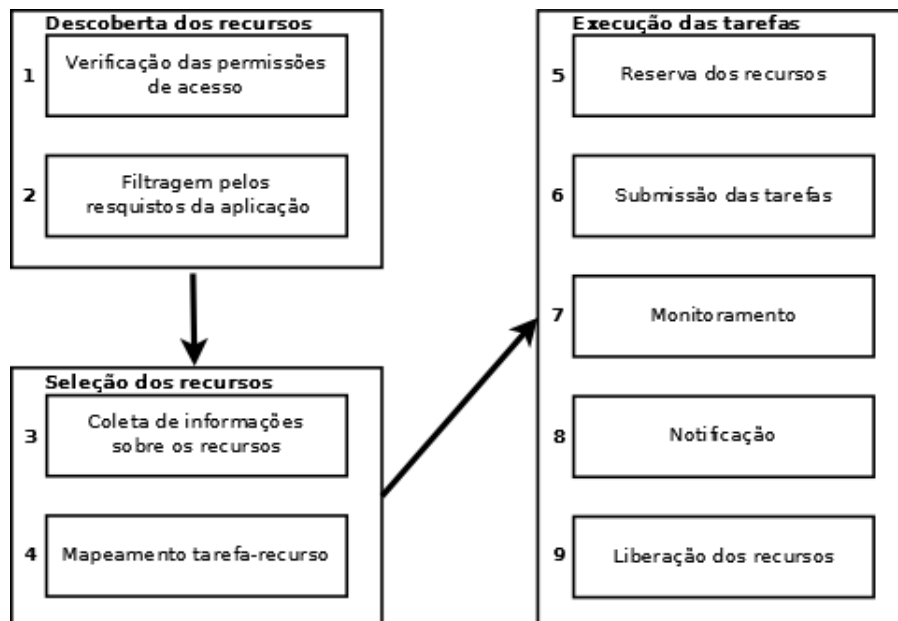 Descoberta dos recursos
1
Verificação das permissões
de acesso
2
Filtragem pelos
resquistos da aplicação
Seleção dos recursos
3
Coleta de informações
sobre os recursos
4
Mapeamento tarefa-recurso
Execução das tarefas
5
Reserva dos recursos
6
Submissão das tarefas
7
Monitoramento
8
Notificação
9
Liberação dos recursos